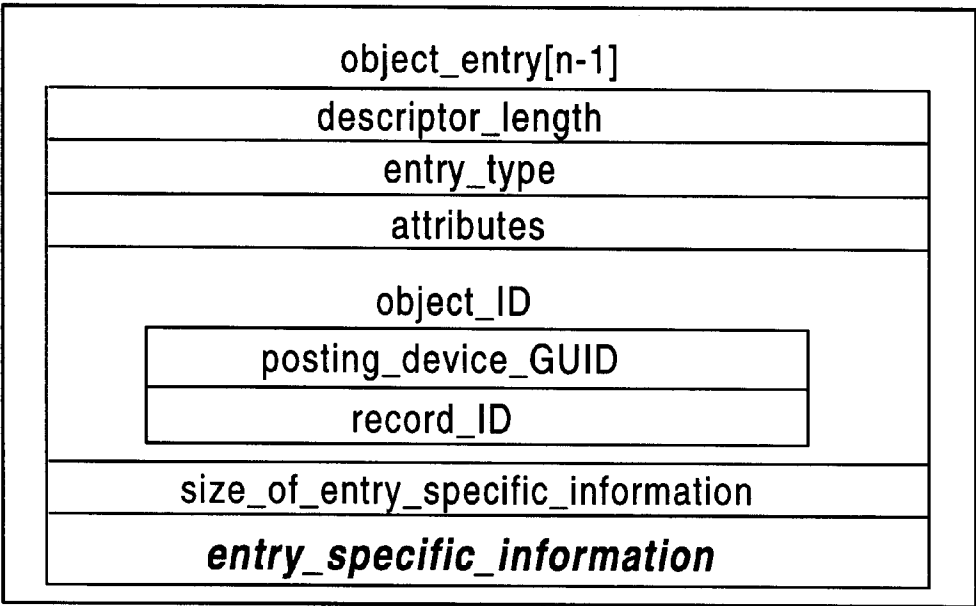 object_entry[n-1]
descriptor_length
entry_type
attributes
object_ID
posting_device_GUID
record_ID
size_of_entry_specific_information
entry_specific_information